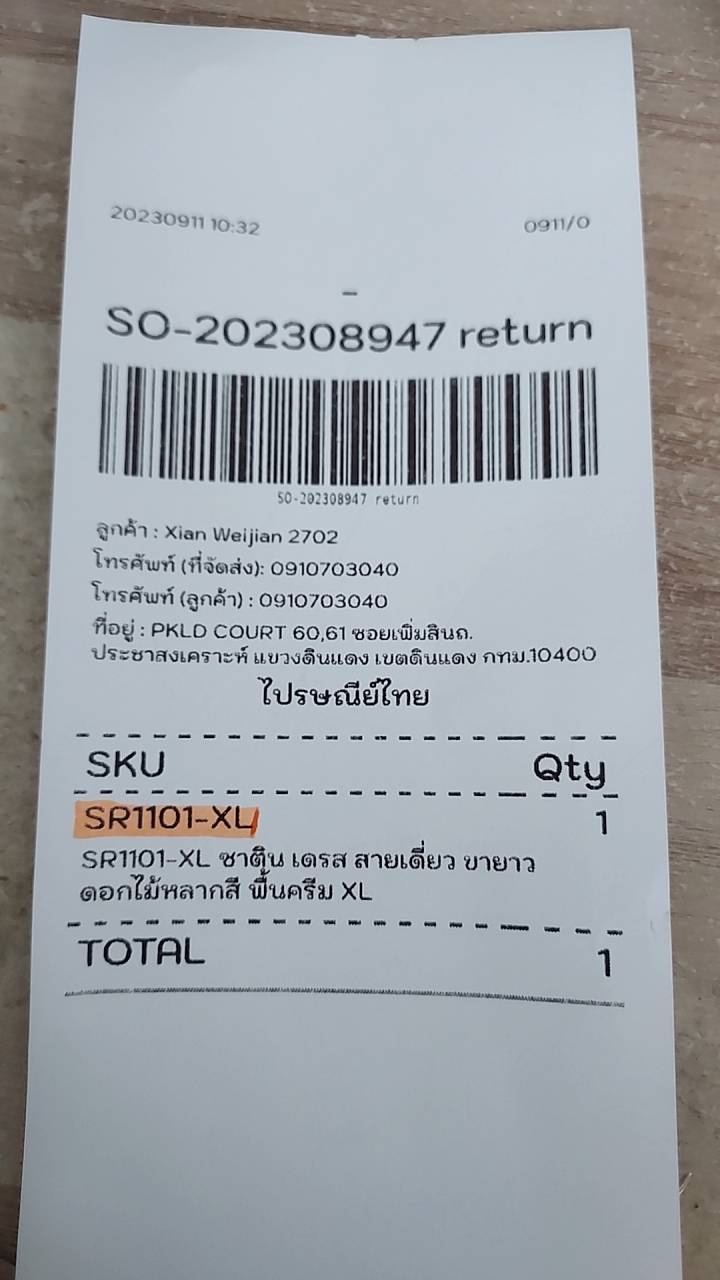 20230911 10:32
0911/0
-
SO-202308947 return
SO-202308947 return
ลูกค้า : Xian Weijian 2702
โทรศัพท์ (ที่จัดส่ง): 0910703040
โทรศัพท์ (ลูกค้า) : 0910703040
ที่อยู่ : PKLD COURT 60,61 ซอยเพิ่มสินถ.
ประชาสงเคราะห์ แขวงดินแดง เขตดินแดง กทม.10400
ไปรษณีย์ไทย
SKU Qty
SR1101-XL 1
SR1101-XL ซาติน เดรส สายเดี่ยว ขายาว
ดอกไม้หลากสี พื้นครีม XL
TOTAL 1